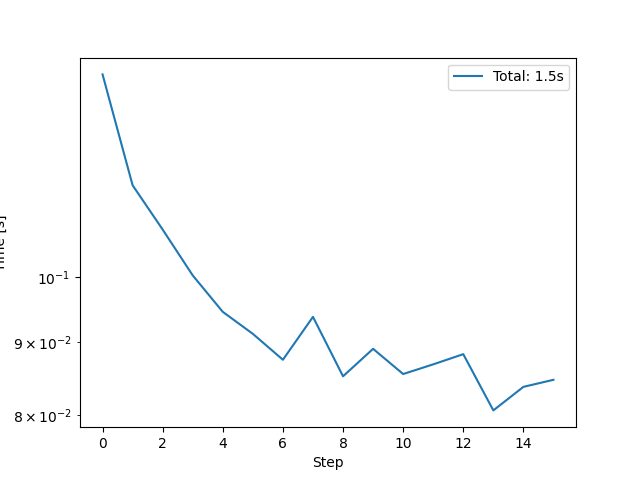 Total: 1.5s
10⁻¹
9 × 10⁻²
8 × 10⁻²
0 2 4 6 8 10 12 14
Step
[s]